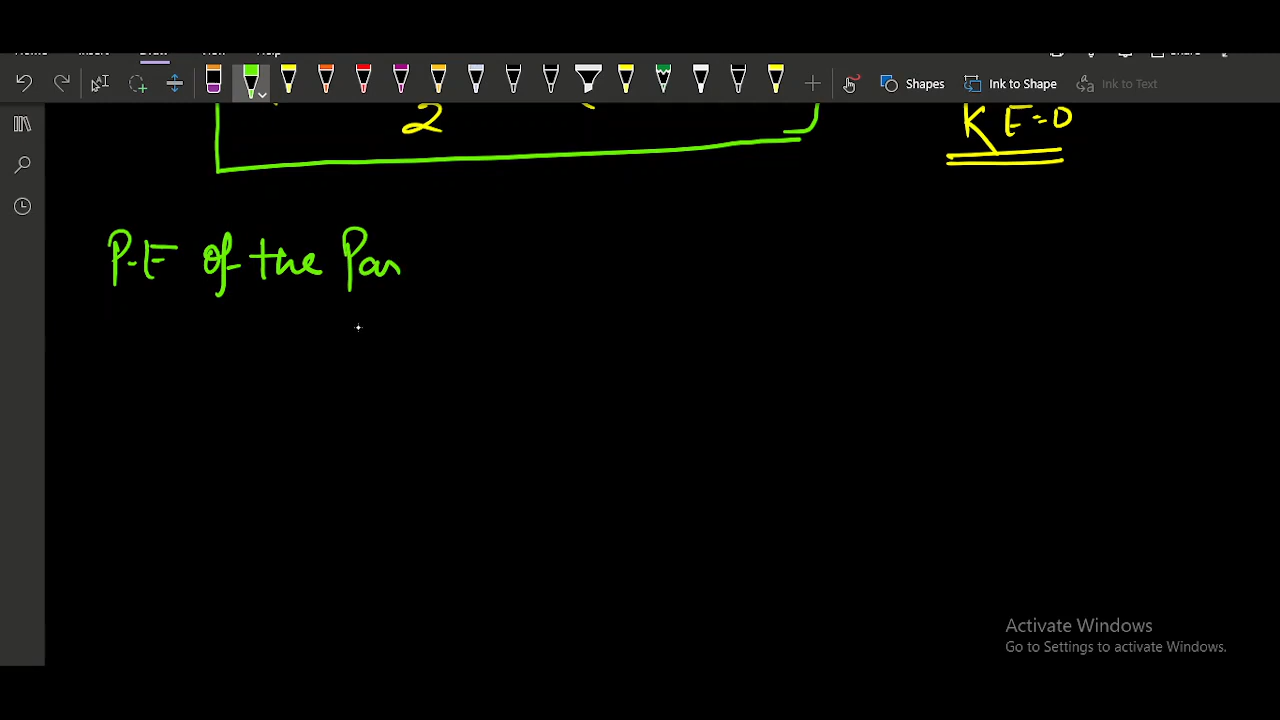 Shapes
Ink to Shape
Ink to Text
2
K E=0
P.E of the Par
Activate Windows
Go to Settings to activate Windows.